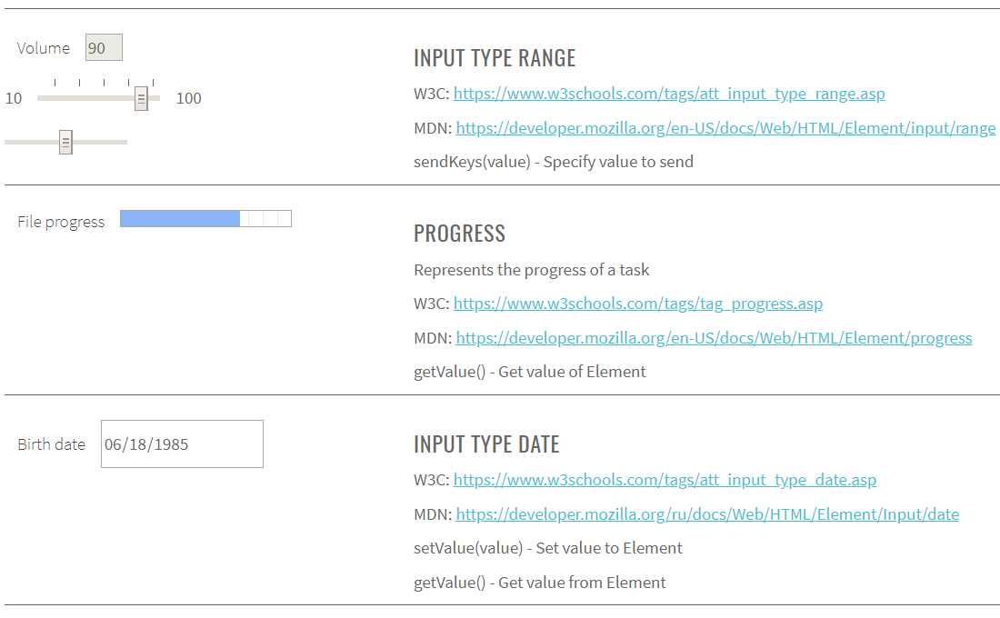 Volume 90
10 100
INPUT TYPE RANGE
W3C: https://www.w3schools.com/tags/att_input_type_range.asp
MDN: https://developer.mozilla.org/en-US/docs/Web/HTML/Element/input/range
sendKeys(value) - Specify value to send
File progress
PROGRESS
Represents the progress of a task
W3C: https://www.w3schools.com/tags/tag_progress.asp
MDN: https://developer.mozilla.org/en-US/docs/Web/HTML/Element/progress
getValue() - Get value of Element
Birth date 06/18/1985
INPUT TYPE DATE
W3C: https://www.w3schools.com/tags/att_input_type_date.asp
MDN: https://developer.mozilla.org/ru/docs/Web/HTML/Element/Input/date
setValue(value) - Set value to Element
getValue() - Get value from Element